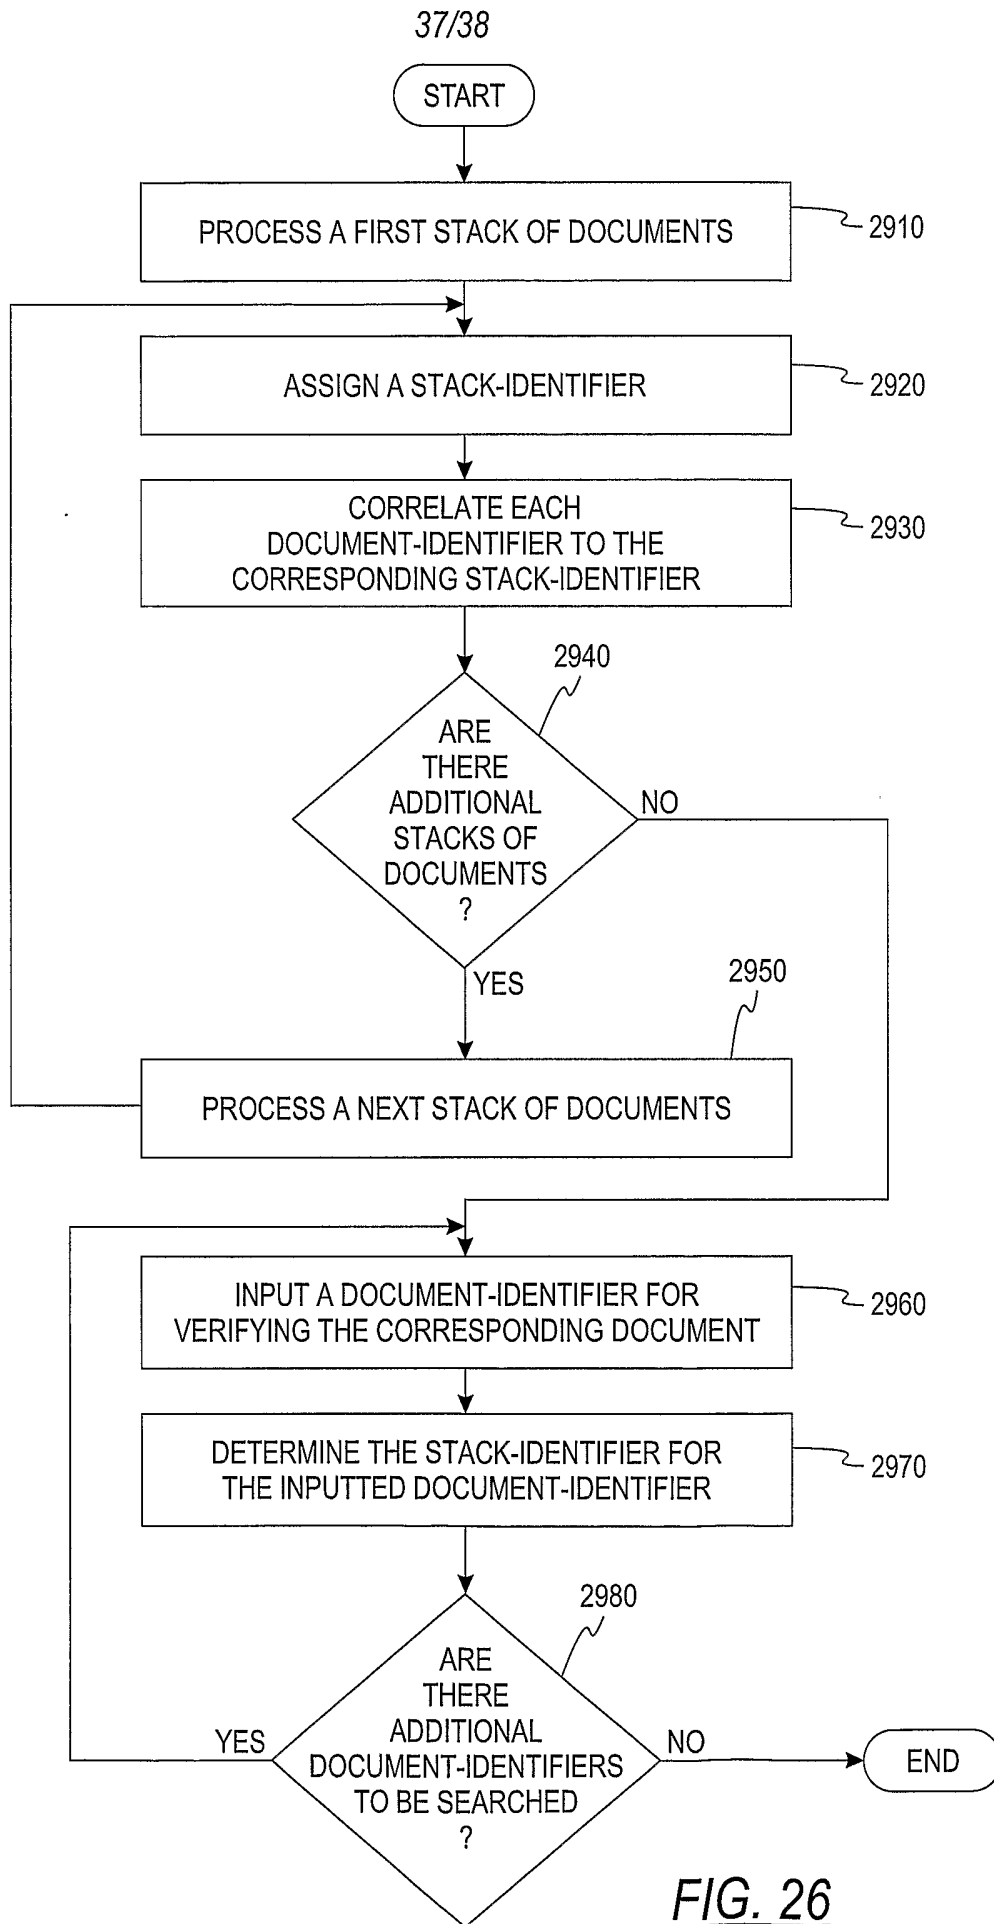 37/38
START
PROCESS A FIRST STACK OF DOCUMENTS
2910
ASSIGN A STACK-IDENTIFIER
2920
CORRELATE EACH
DOCUMENT-IDENTIFIER TO THE
CORRESPONDING STACK-IDENTIFIER
2930
2940
ARE
THERE
ADDITIONAL
STACKS OF
DOCUMENTS
?
NO
YES
2950
PROCESS A NEXT STACK OF DOCUMENTS
INPUT A DOCUMENT-IDENTIFIER FOR
VERIFYING THE CORRESPONDING DOCUMENT
2960
DETERMINE THE STACK-IDENTIFIER FOR
THE INPUTTED DOCUMENT-IDENTIFIER
2970
2980
ARE
THERE
ADDITIONAL
DOCUMENT-IDENTIFIERS
TO BE SEARCHED
?
YES
NO
END
FIG. 26